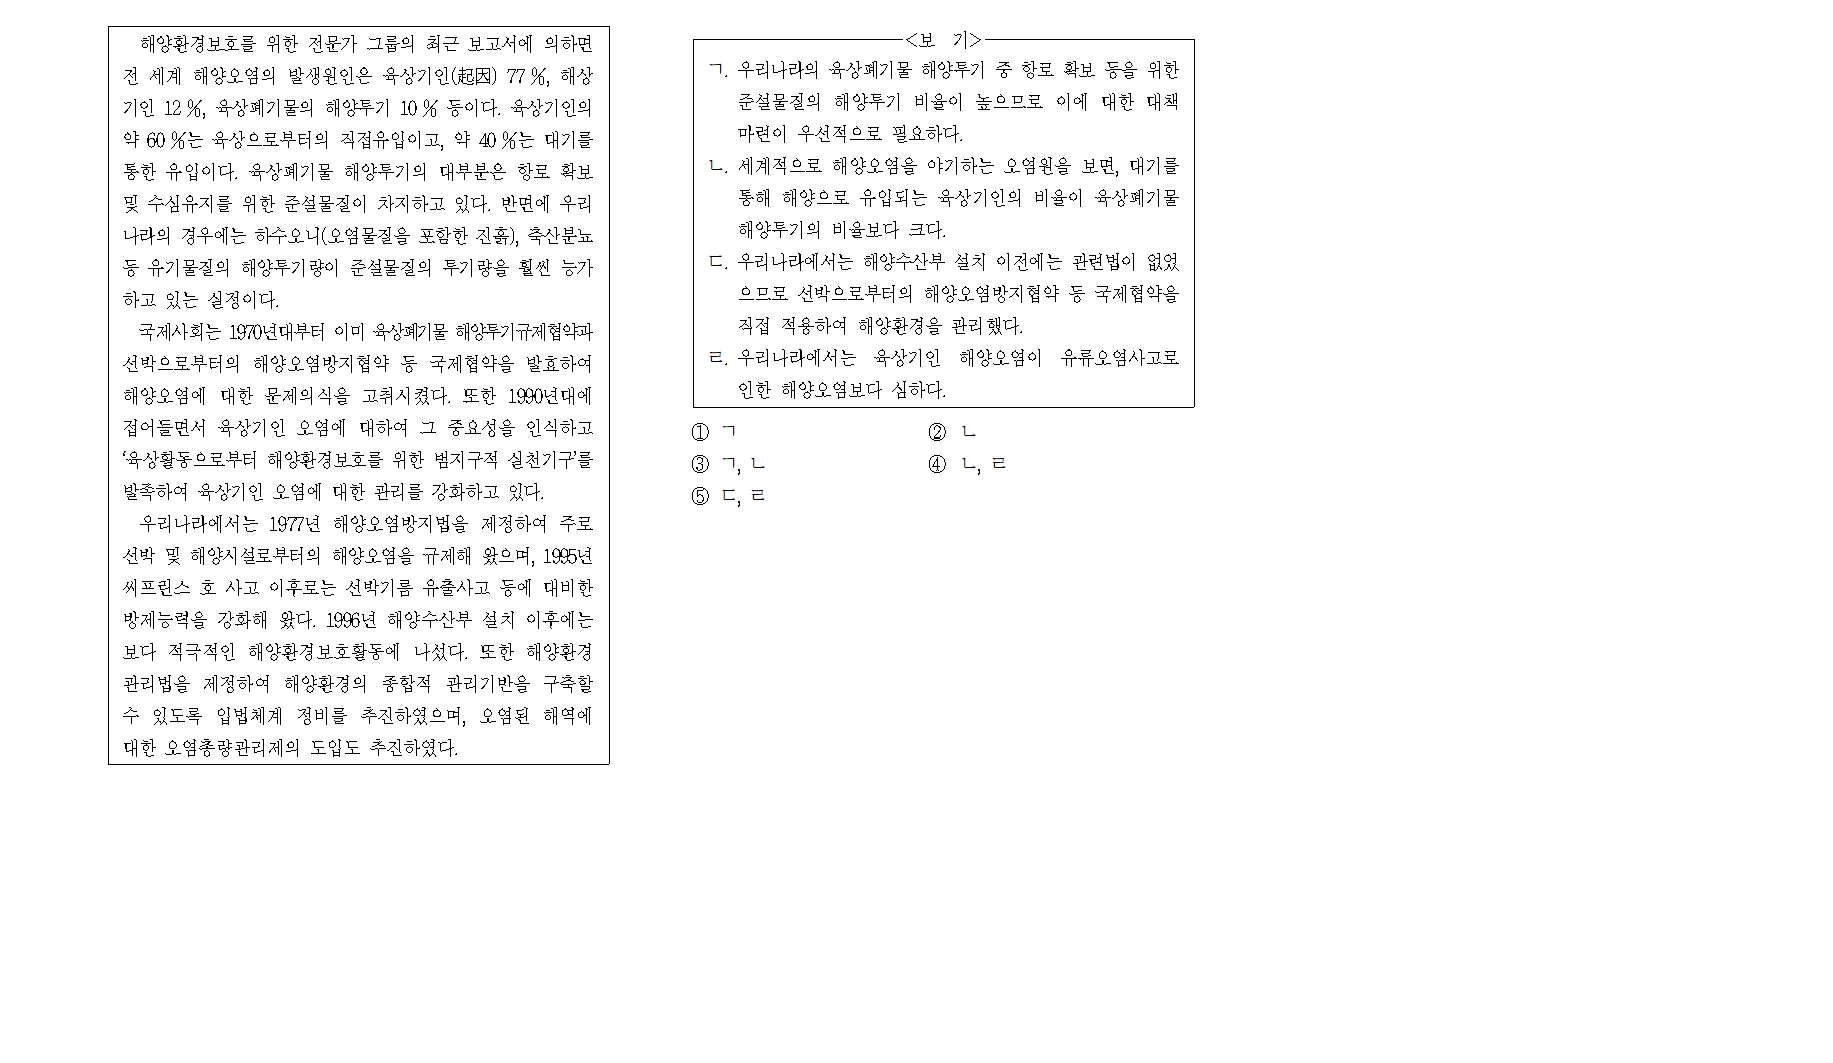 해양환경보호를 위한 전문가 그룹의 최근 보고서에 의하면
전 세계 해양오염의 발생원인은 육상기인(起因) 77 %, 해상
기인 12 %, 육상폐기물의 해양투기 10 % 등이다. 육상기인의
약 60 %는 육상으로부터의 직접유입이고, 약 40 %는 대기를
통한 유입이다. 육상폐기물 해양투기의 대부분은 항로 확보
및 수심유지를 위한 준설물질이 차지하고 있다. 반면에 우리
나라의 경우에는 하수오니(오염물질을 포함한 진흙), 축산분뇨
등 유기물질의 해양투기량이 준설물질의 투기량을 훨씬 능가
하고 있는 실정이다.
국제사회는 1970년대부터 이미 육상폐기물 해양투기규제협약과
선박으로부터의 해양오염방지협약 등 국제협약을 발효하여
해양오염에 대한 문제의식을 고취시켰다. 또한 1990년대에
접어들면서 육상기인 오염에 대하여 그 중요성을 인식하고
‘육상활동으로부터 해양환경보호를 위한 범지구적 실천기구’를
발족하여 육상기인 오염에 대한 관리를 강화하고 있다.
우리나라에서는 1977년 해양오염방지법을 제정하여 주로
선박 및 해양시설로부터의 해양오염을 규제해 왔으며, 1995년
씨프린스 호 사고 이후로는 선박기름 유출사고 등에 대비한
방제능력을 강화해 왔다. 1996년 해양수산부 설치 이후에는
보다 적극적인 해양환경보호활동에 나섰다. 또한 해양환경
관리법을 제정하여 해양환경의 종합적 관리기반을 구축할
수 있도록 입법체계 정비를 추진하였으며, 오염된 해역에
대한 오염총량관리제의 도입도 추진하였다.
<보 기>
ㄱ. 우리나라의 육상폐기물 해양투기 중 항로 확보 등을 위한
준설물질의 해양투기 비율이 높으므로 이에 대한 대책
마련이 우선적으로 필요하다.
ㄴ. 세계적으로 해양오염을 야기하는 오염원을 보면, 대기를
통해 해양으로 유입되는 육상기인의 비율이 육상폐기물
해양투기의 비율보다 크다.
ㄷ. 우리나라에서는 해양수산부 설치 이전에는 관련법이 없었
으므로 선박으로부터의 해양오염방지협약 등 국제협약을
직접 적용하여 해양환경을 관리했다.
ㄹ. 우리나라에서는 육상기인 해양오염이 유류오염사고로
인한 해양오염보다 심하다.
① ㄱ ② ㄴ
③ ㄱ, ㄴ ④ ㄴ, ㄹ
⑤ ㄷ, ㄹ